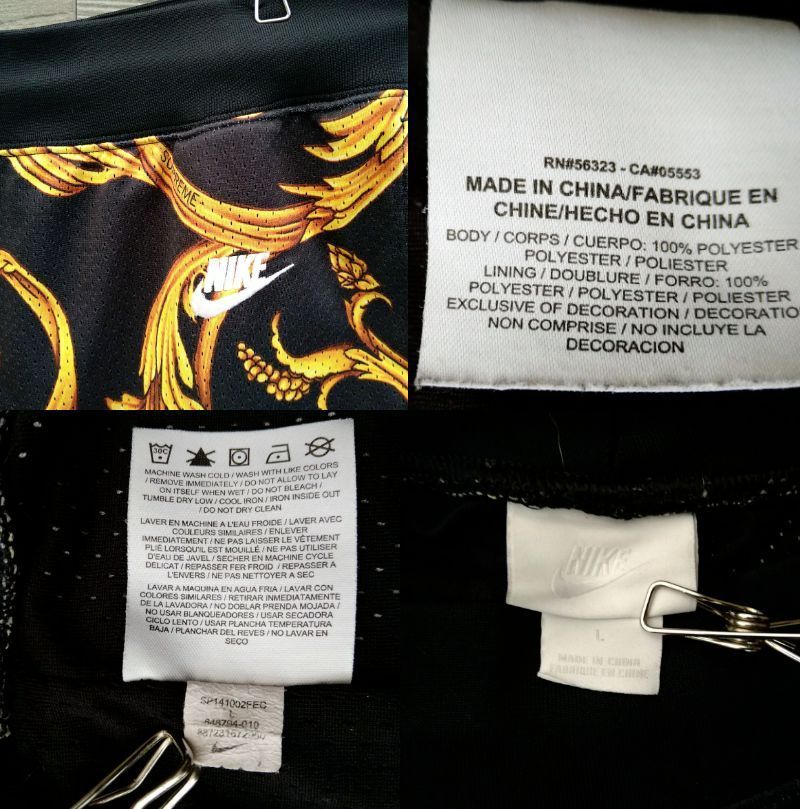 SUPREME
NIKE
RN#56323 - CA#05553
MADE IN CHINA/FABRIQUE EN
CHINE/HECHO EN CHINA
BODY / CORPS / CUERPO: 100% POLYESTER
POLYESTER / POLIESTER
LINING / DOUBLURE / FORRO: 100%
POLYESTER / POLYESTER / POLIESTER
EXCLUSIVE OF DECORATION / DECORATIO
NON COMPRISE / NO INCLUYE LA
DECORACION
30C
MACHINE WASH COLD / WASH WITH LIKE COLORS
/ REMOVE IMMEDIATELY / DO NOT ALLOW TO LAY
ON ITSELF WHEN WET / DO NOT BLEACH /
TUMBLE DRY LOW / COOL IRON / IRON INSIDE OUT
/ DO NOT DRY CLEAN
LAVER EN MACHINE A L'EAU FROIDE / LAVER AVEC
COULEURS SIMILAIRES / ENLEVER
IMMÉDIATEMENT / NE PAS LAISSER LE VÊTEMENT
PLIÉ LORSQU'IL EST MOUILLÉ / NE PAS UTILISER
D'EAU DE JAVEL / SECHER EN MACHINE CYCLE
DELICAT / REPASSER FER FROID / REPASSER A
L'ENVERS / NE PAS NETTOYER A SEC
LAVAR A MAQUINA EN AGUA FRIA / LAVAR CON
COLORES SIMILARES / RETIRAR IMMEDIATAMENTE
DE LA LAVADORA / NO DOBLAR PRENDA MOJADA /
NO USAR BLANQUEADORES / USAR SECADORA
CICLO LENTO / USAR PLANCHA TEMPERATURA
BAJA / PLANCHAR DEL REVES / NO LAVAR EN
SECO
SP141002FEC
L
648794-010
NIKE
L
MADE IN CHINA
FABRIQUÉ EN CHINE